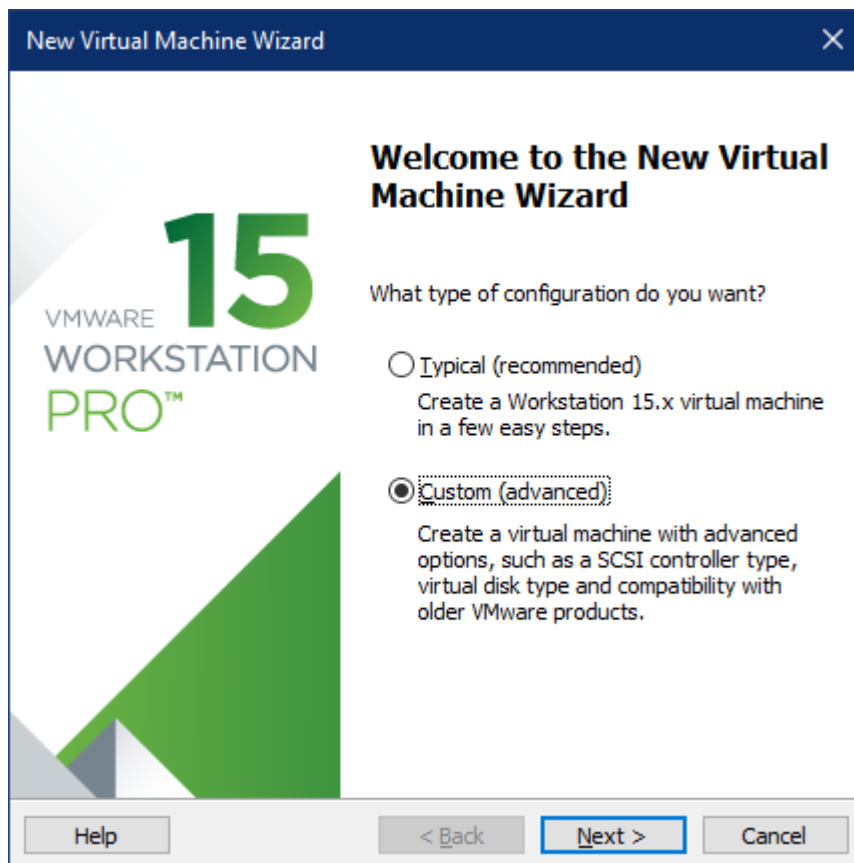 New Virtual Machine Wizard
15
VMWARE
WORKSTATION
PRO™
Welcome to the New Virtual
Machine Wizard
What type of configuration do you want?
Typical (recommended)
Create a Workstation 15.x virtual machine
in a few easy steps.
Custom (advanced)
Create a virtual machine with advanced
options, such as a SCSI controller type,
virtual disk type and compatibility with
older VMware products.
Help
< Back
Next >
Cancel